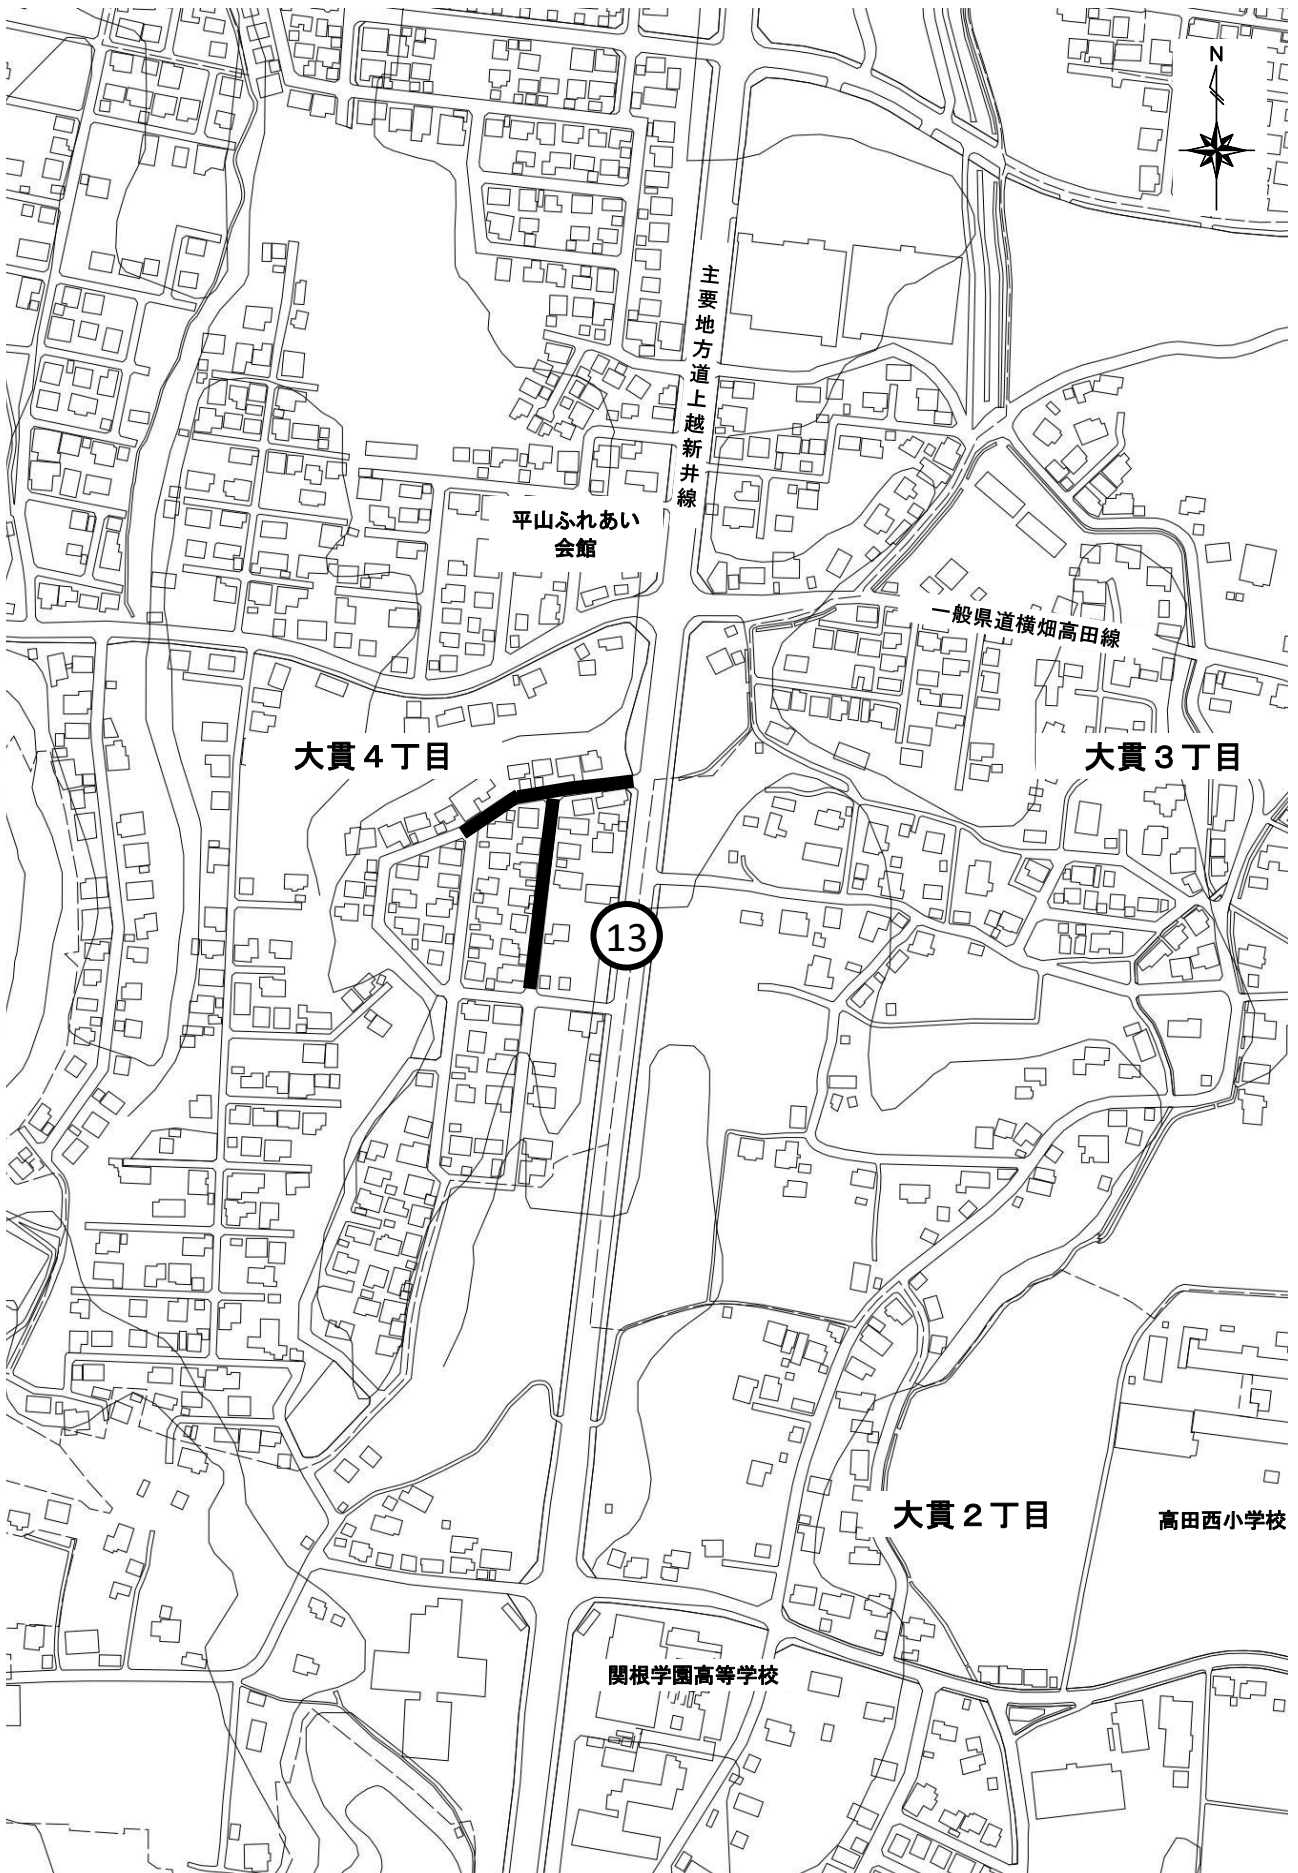 N
主要地方道上越新井線
平山ふれあい
会館
一般県道横畑高田線
大貫４丁目
大貫３丁目
13
大貫２丁目
高田西小学校
関根学園高等学校